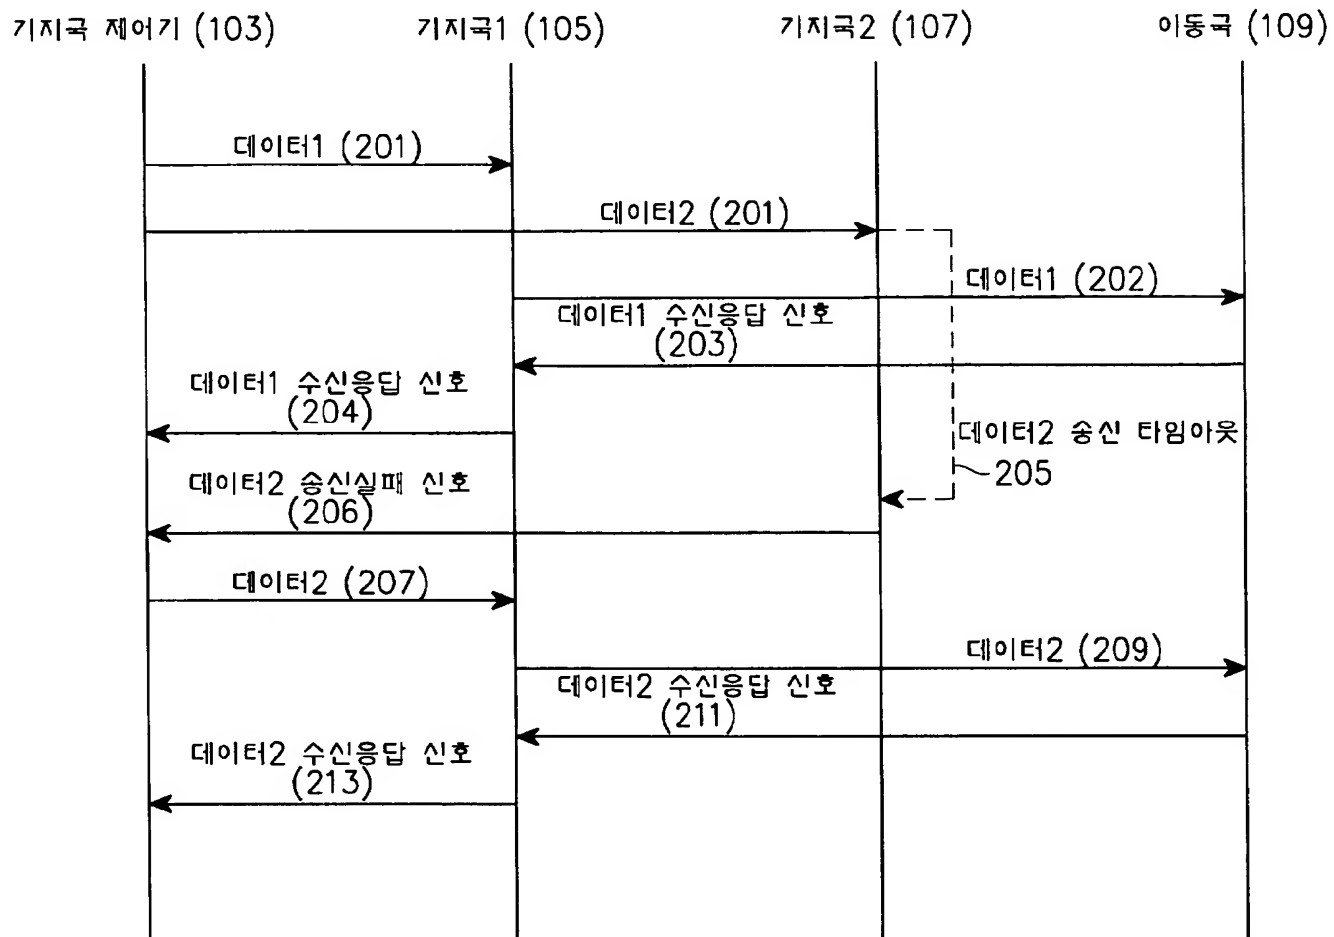 기지국 제어기 (103) 기지국1 (105) 기지국2 (107) 이동국 (109)
데이터1 (201)
데이터2 (201)
데이터1 (202)
데이터1 수신응답 신호
(203)
데이터1 수신응답 신호
(204)
데이터2 송신 타임아웃
205
데이터2 송신실패 신호
(206)
데이터2 (207)
데이터2 (209)
데이터2 수신응답 신호
(211)
데이터2 수신응답 신호
(213)